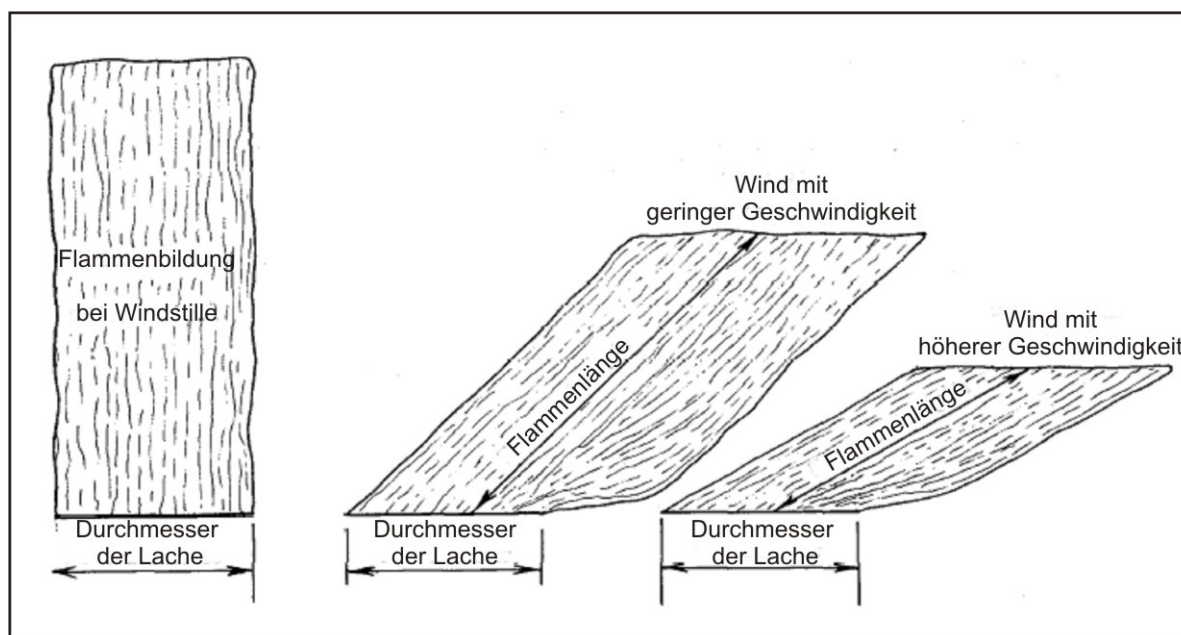 Flammenbildung
bei Windstille
Durchmesser
der Lache
Wind mit
geringer Geschwindigkeit
Flammenlänge
Durchmesser
der Lache
Wind mit
höherer Geschwindigkeit
Flammenlänge
Durchmesser
der Lache